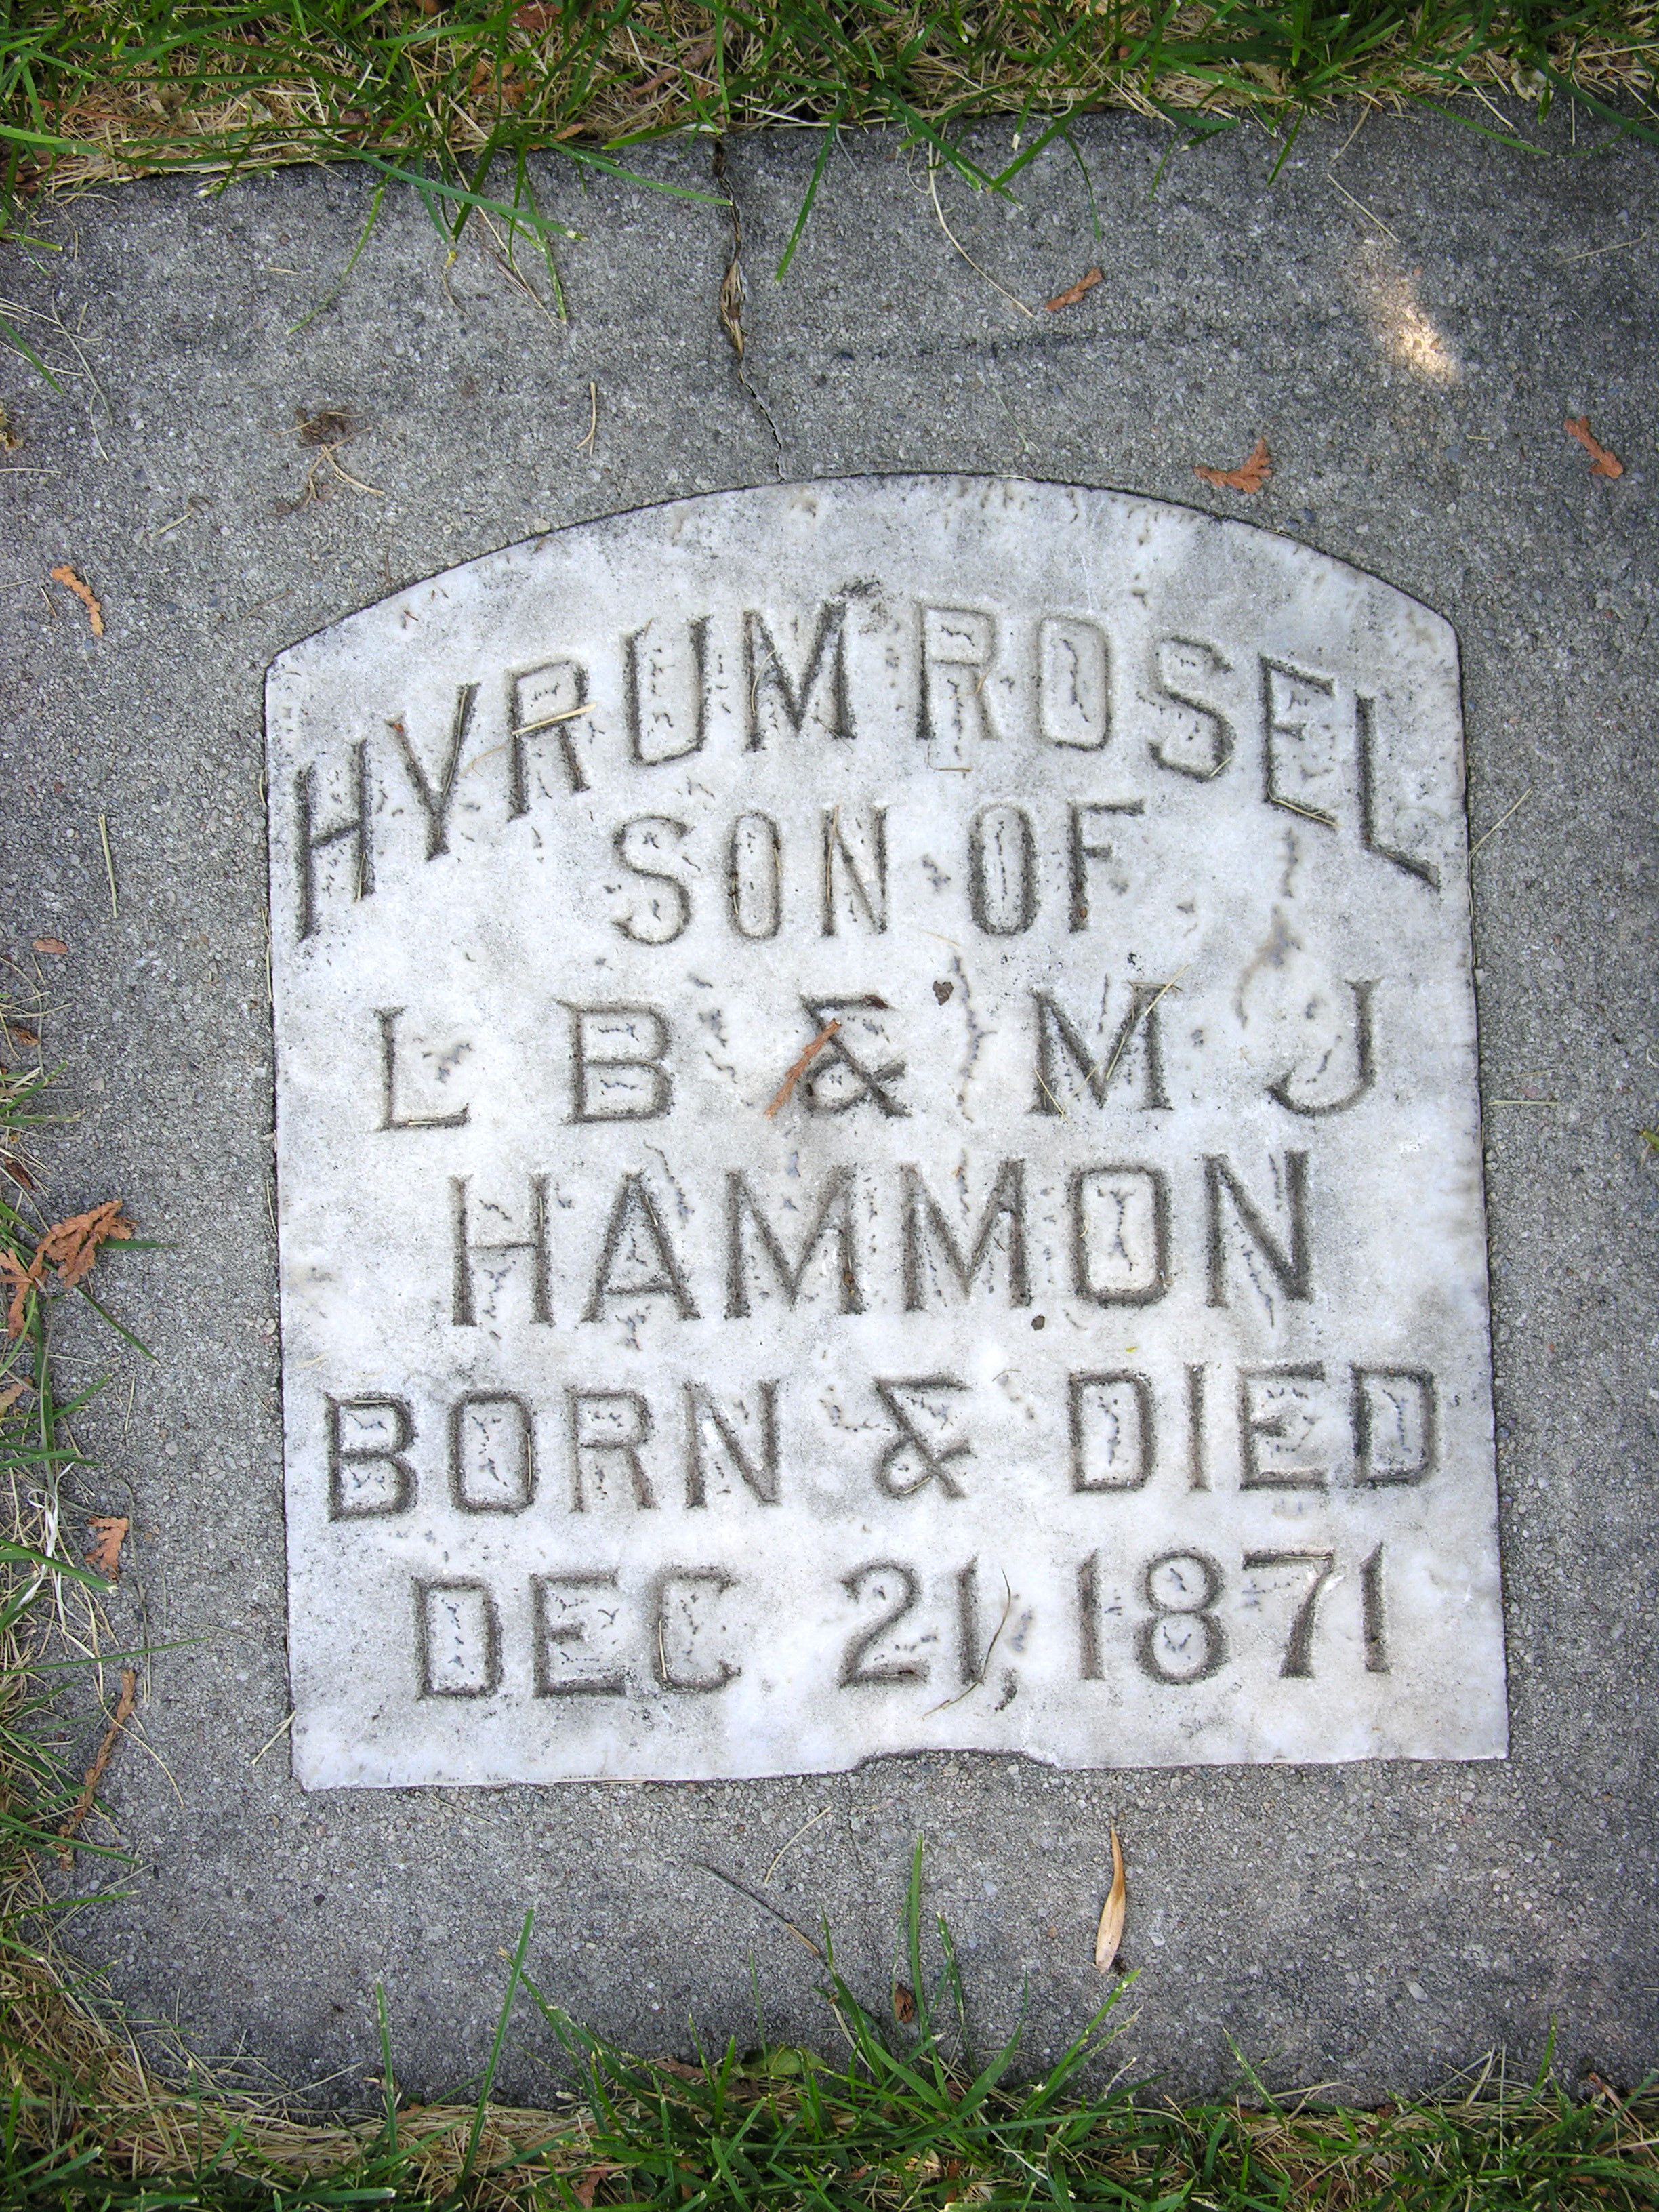 HYRUM ROSEL
SON OF
L B & M J
HAMMON
BORN & DIED
DEC 21, 1871